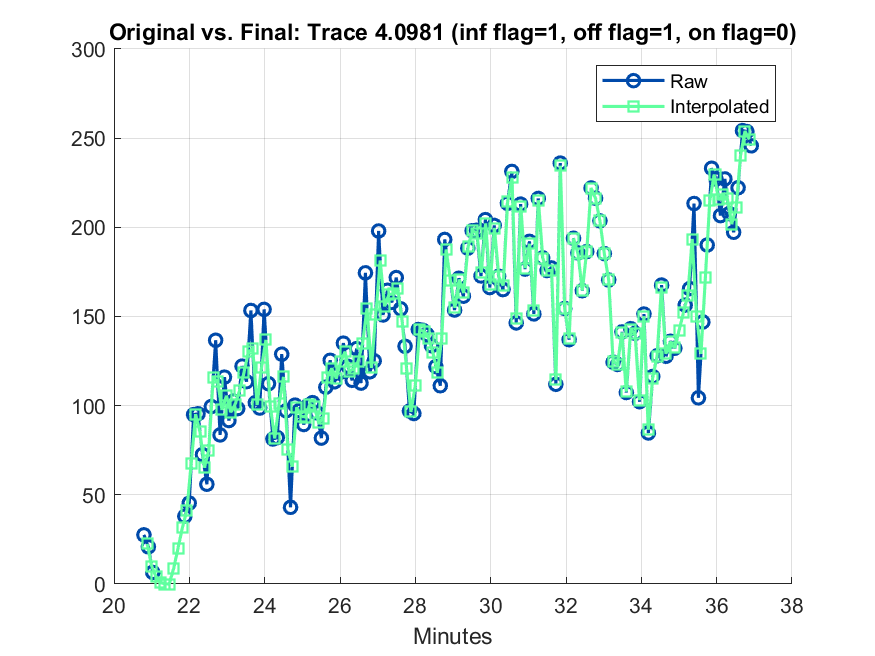 Original vs. Final: Trace 4.0981 (inf flag=1, off flag=1, on flag=0)
300
250
200
150
100
50
0
Raw
Interpolated
20 22 24 26 28 30 32 34 36 38
Minutes